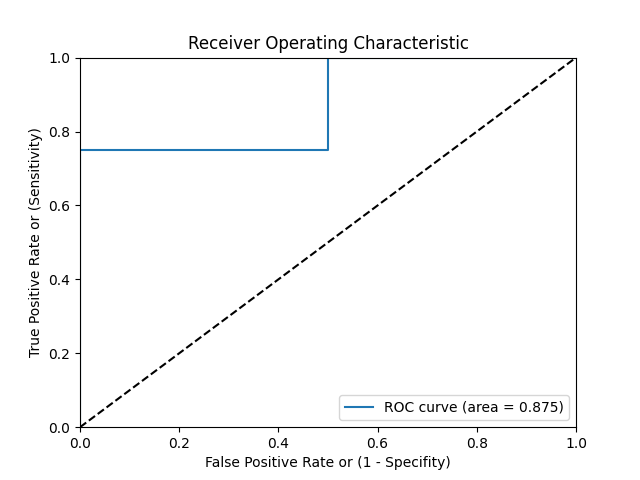 Receiver Operating Characteristic
True Positive Rate or (Sensitivity)
1.0
0.8
0.6
0.4
0.2
0.0
ROC curve (area = 0.875)
0.0 0.2 0.4 0.6 0.8 1.0
False Positive Rate or (1 - Specifity)